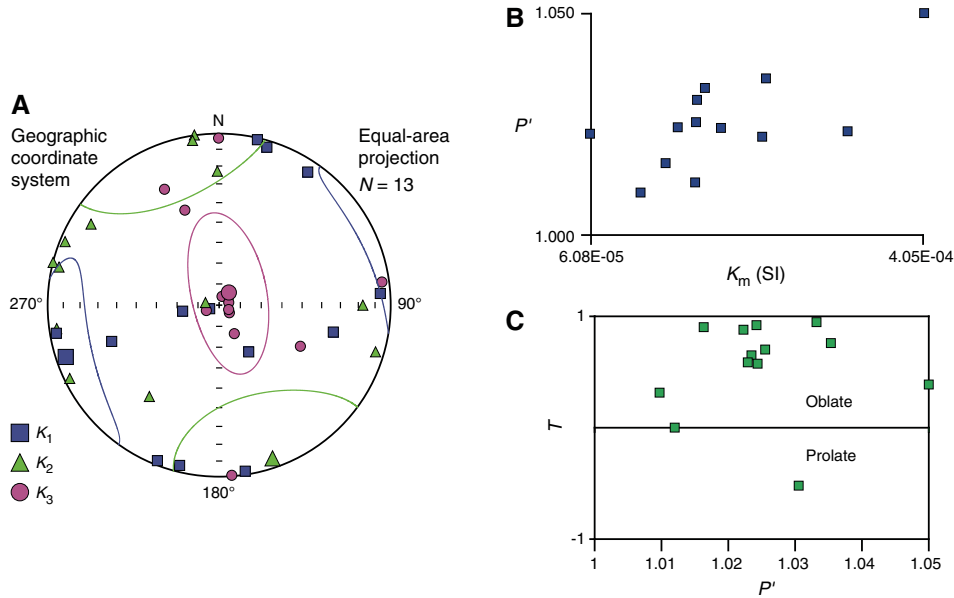 A
Geographic
coordinate
system
N
Equal-area
projection
N = 13
270°
90°
180°
K1
K2
K3
B
1.050
P'
1.000
6.08E-05
4.05E-04
Km (SI)
C
1
T
Oblate
Prolate
-1
1
1.01
1.02
1.03
1.04
1.05
P'